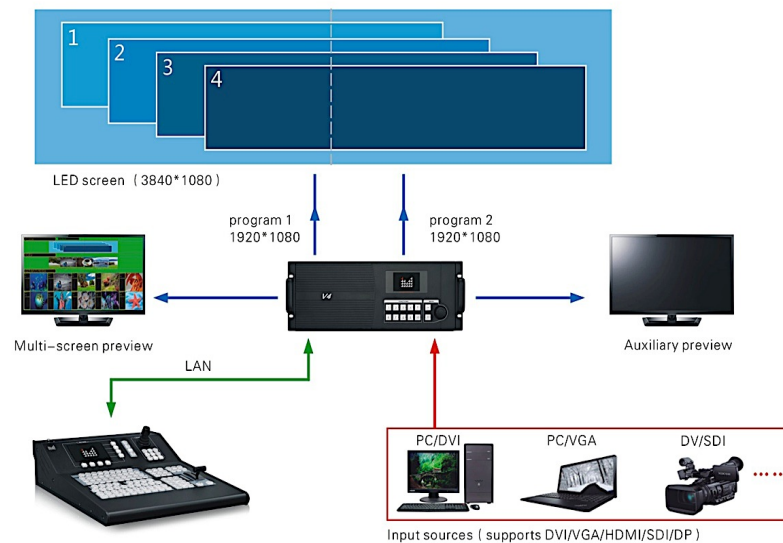 1
2
3
4
LED screen ( 3840*1080 )
program 1
1920*1080
program 2
1920*1080
V4
Multi-screen preview
Auxiliary preview
LAN
PC/DVI
PC/VGA
DV/SDI
Input sources ( supports DVI/VGA/HDMI/SDI/DP )